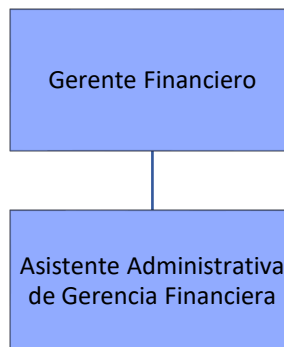 Gerente Financiero
Asistente Administrativa
de Gerencia Financiera